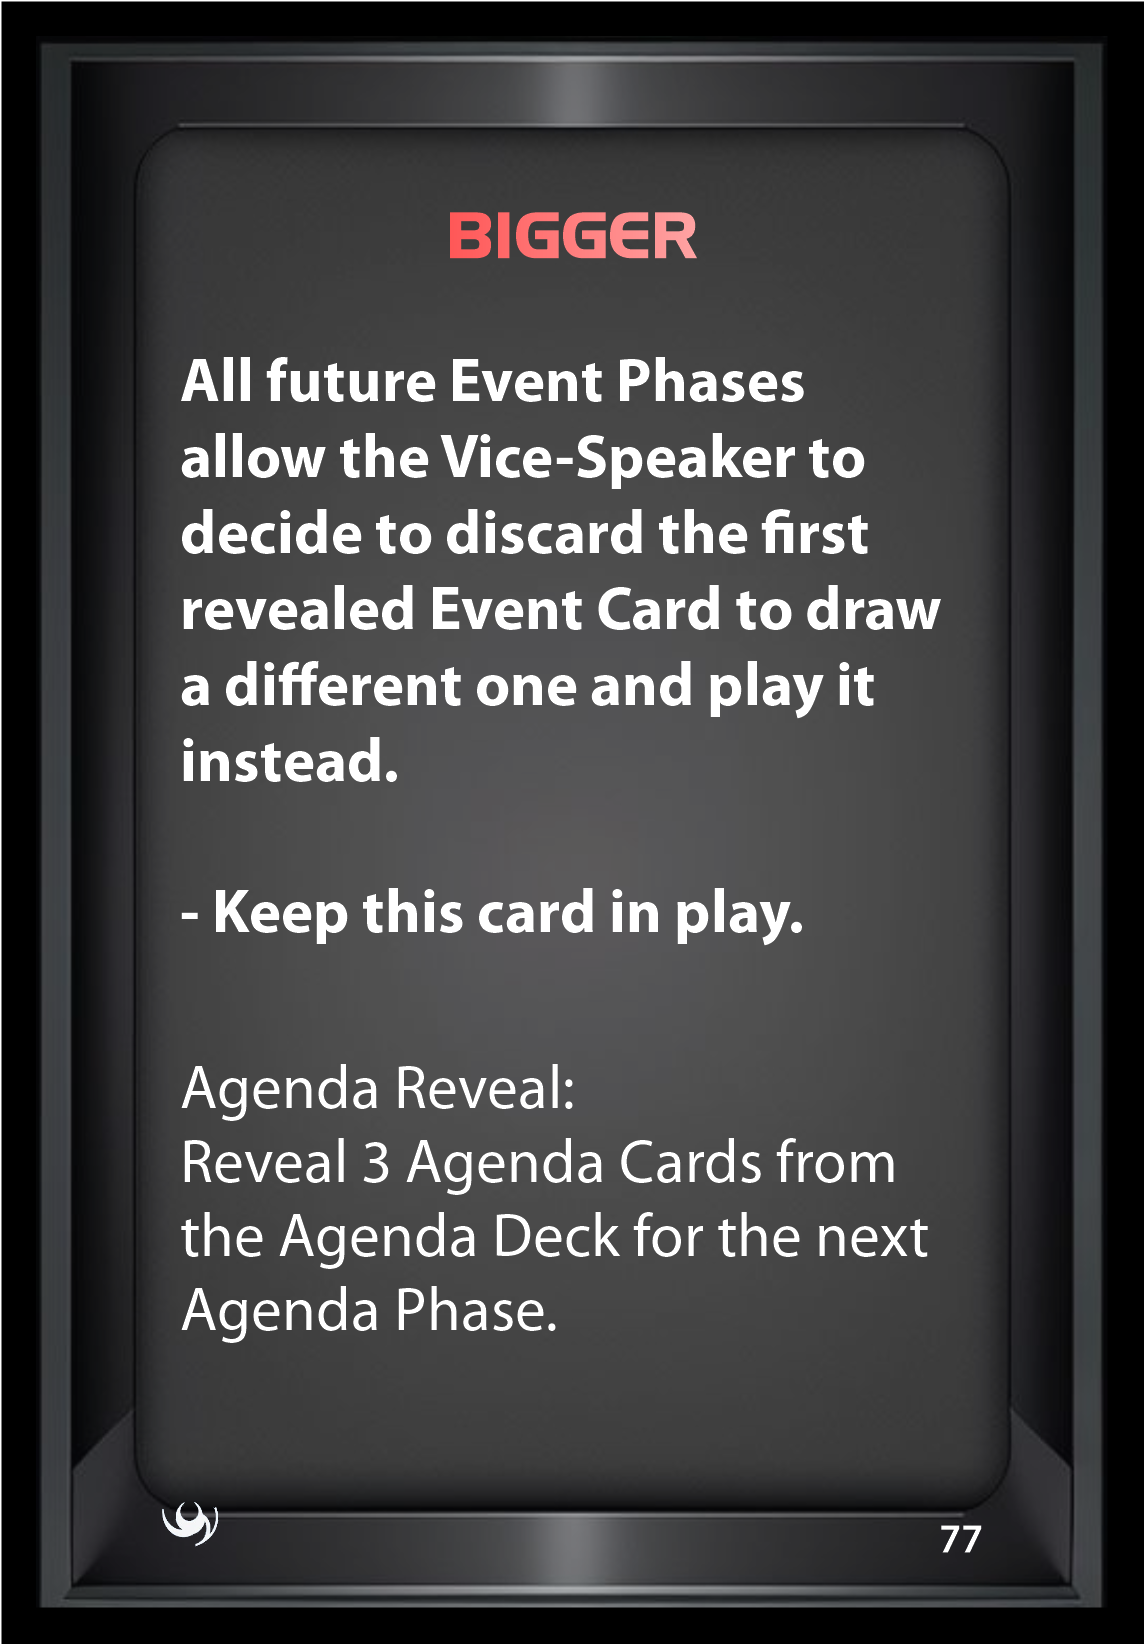 BIGGER
All future Event Phases
allow the Vice-Speaker to
decide to discard the first
revealed Event Card to draw
a different one and play it
instead.
- Keep this card in play.
Agenda Reveal:
Reveal 3 Agenda Cards from
the Agenda Deck for the next
Agenda Phase.
77